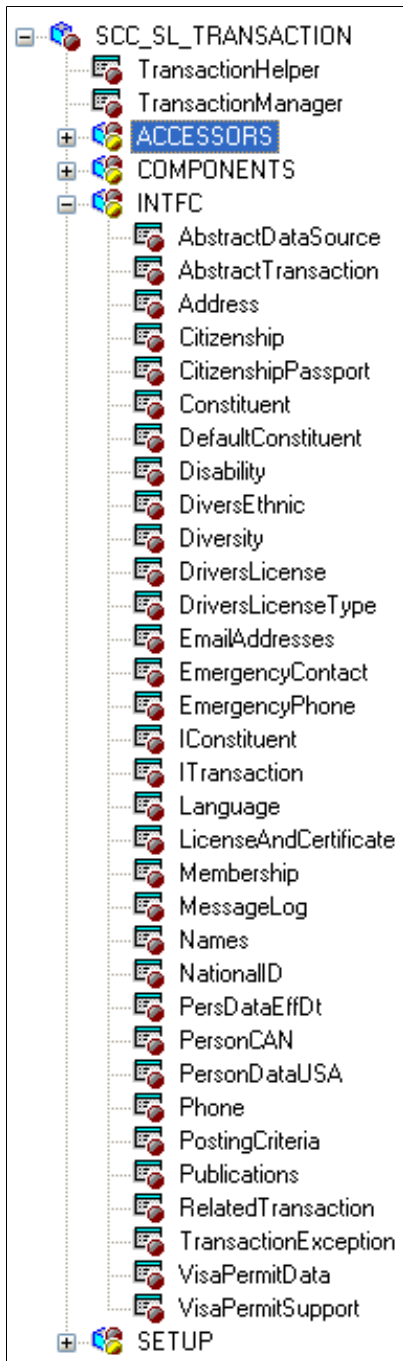 SCC_SL_TRANSACTION
TransactionHelper
TransactionManager
ACCESSORS
COMPONENTS
INTFC
AbstractDataSource
AbstractTransaction
Address
Citizenship
CitizenshipPassport
Constituent
DefaultConstituent
Disability
DiversEthnic
Diversity
DriversLicense
DriversLicenseType
EmailAddresses
EmergencyContact
EmergencyPhone
IConstituent
ITransaction
Language
LicenseAndCertificate
Membership
MessageLog
Names
NationalID
PersDataEffDt
PersonCAN
PersonDataUSA
Phone
PostingCriteria
Publications
RelatedTransaction
TransactionException
VisaPermitData
VisaPermitSupport
SETUP